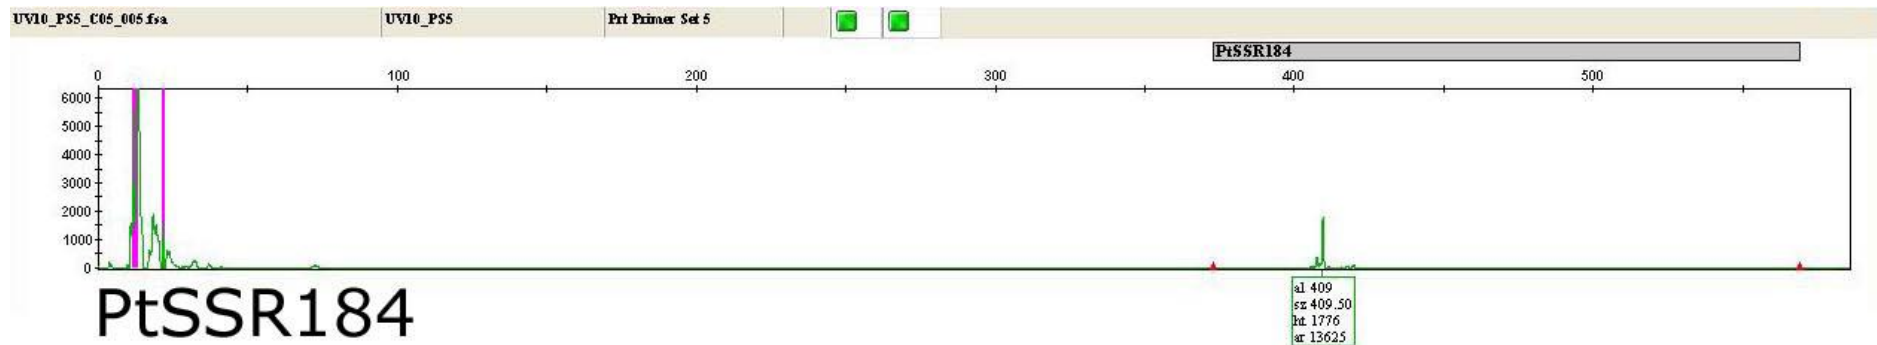 UV10_PS5_C05_005.fsa UV10_PS5 Prt Primer Set 5
PtSSR184
0 100 200 300 400 500
6000
5000
4000
3000
2000
1000
0
al 409
sz 409.50
ht 1776
ar 13625
PtSSR184